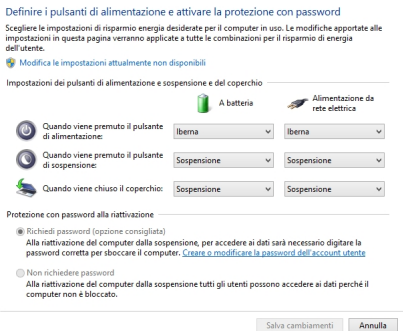 Definire i pulsanti di alimentazione e attivare la protezione con password
Scegliere le impostazioni di risparmio energia desiderate per il computer in uso. Le modifiche apportate alle
impostazioni in questa pagina verranno applicate a tutte le combinazioni per il risparmio di energia
dell'utente.
Modifica le impostazioni attualmente non disponibili
Impostazioni dei pulsanti di alimentazione e sospensione e del coperchio
A batteria
Alimentazione da
rete elettrica
Quando viene premuto il pulsante
di alimentazione:
Iberna
Iberna
Quando viene premuto il pulsante
di sospensione:
Sospensione
Sospensione
Quando viene chiuso il coperchio:
Sospensione
Sospensione
Protezione con password alla riattivazione
Richiedi password (opzione consigliata)
Alla riattivazione del computer dalla sospensione, per accedere ai dati sarà necessario digitare la
password corretta per sboccare il computer. Creare o modificare la password dell'account utente
Non richiedere password
Alla riattivazione del computer dalla sospensione tutti gli utenti possono accedere ai dati perché il
computer non è bloccato.
Salva cambiamenti
Annulla